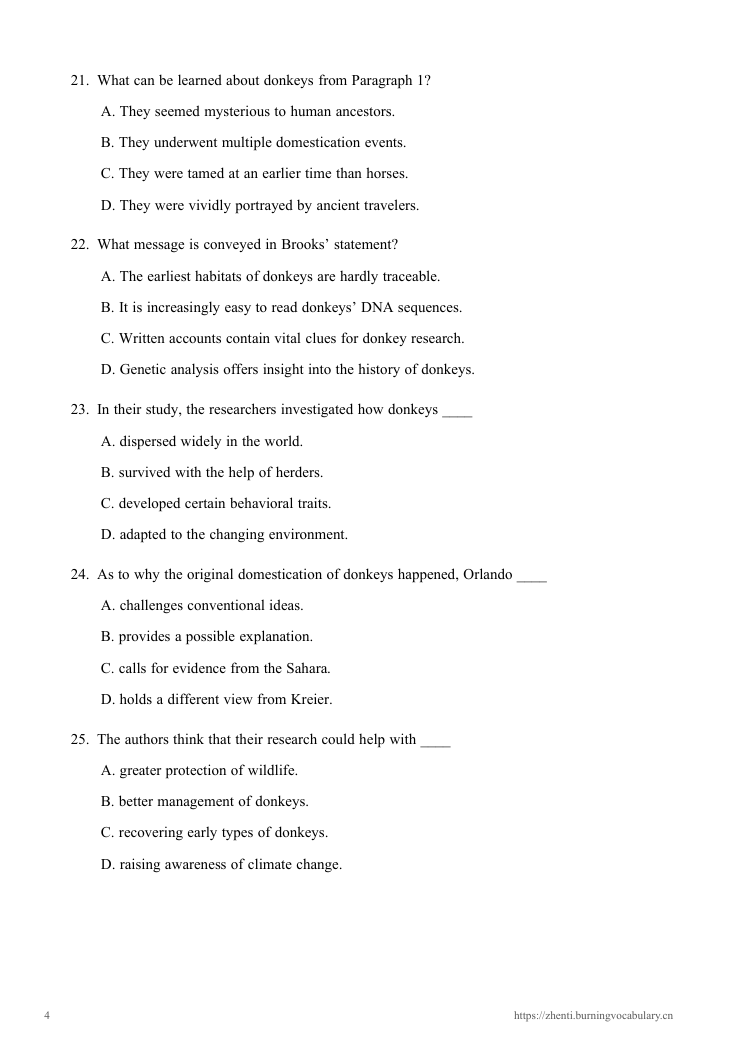 21. What can be learned about donkeys from Paragraph 1?
A. They seemed mysterious to human ancestors.
B. They underwent multiple domestication events.
C. They were tamed at an earlier time than horses.
D. They were vividly portrayed by ancient travelers.
22. What message is conveyed in Brooks’ statement?
A. The earliest habitats of donkeys are hardly traceable.
B. It is increasingly easy to read donkeys’ DNA sequences.
C. Written accounts contain vital clues for donkey research.
D. Genetic analysis offers insight into the history of donkeys.
23. In their study, the researchers investigated how donkeys ____
A. dispersed widely in the world.
B. survived with the help of herders.
C. developed certain behavioral traits.
D. adapted to the changing environment.
24. As to why the original domestication of donkeys happened, Orlando ____
A. challenges conventional ideas.
B. provides a possible explanation.
C. calls for evidence from the Sahara.
D. holds a different view from Kreier.
25. The authors think that their research could help with ____
A. greater protection of wildlife.
B. better management of donkeys.
C. recovering early types of donkeys.
D. raising awareness of climate change.
4 https://zhenti.burningvocabulary.cn